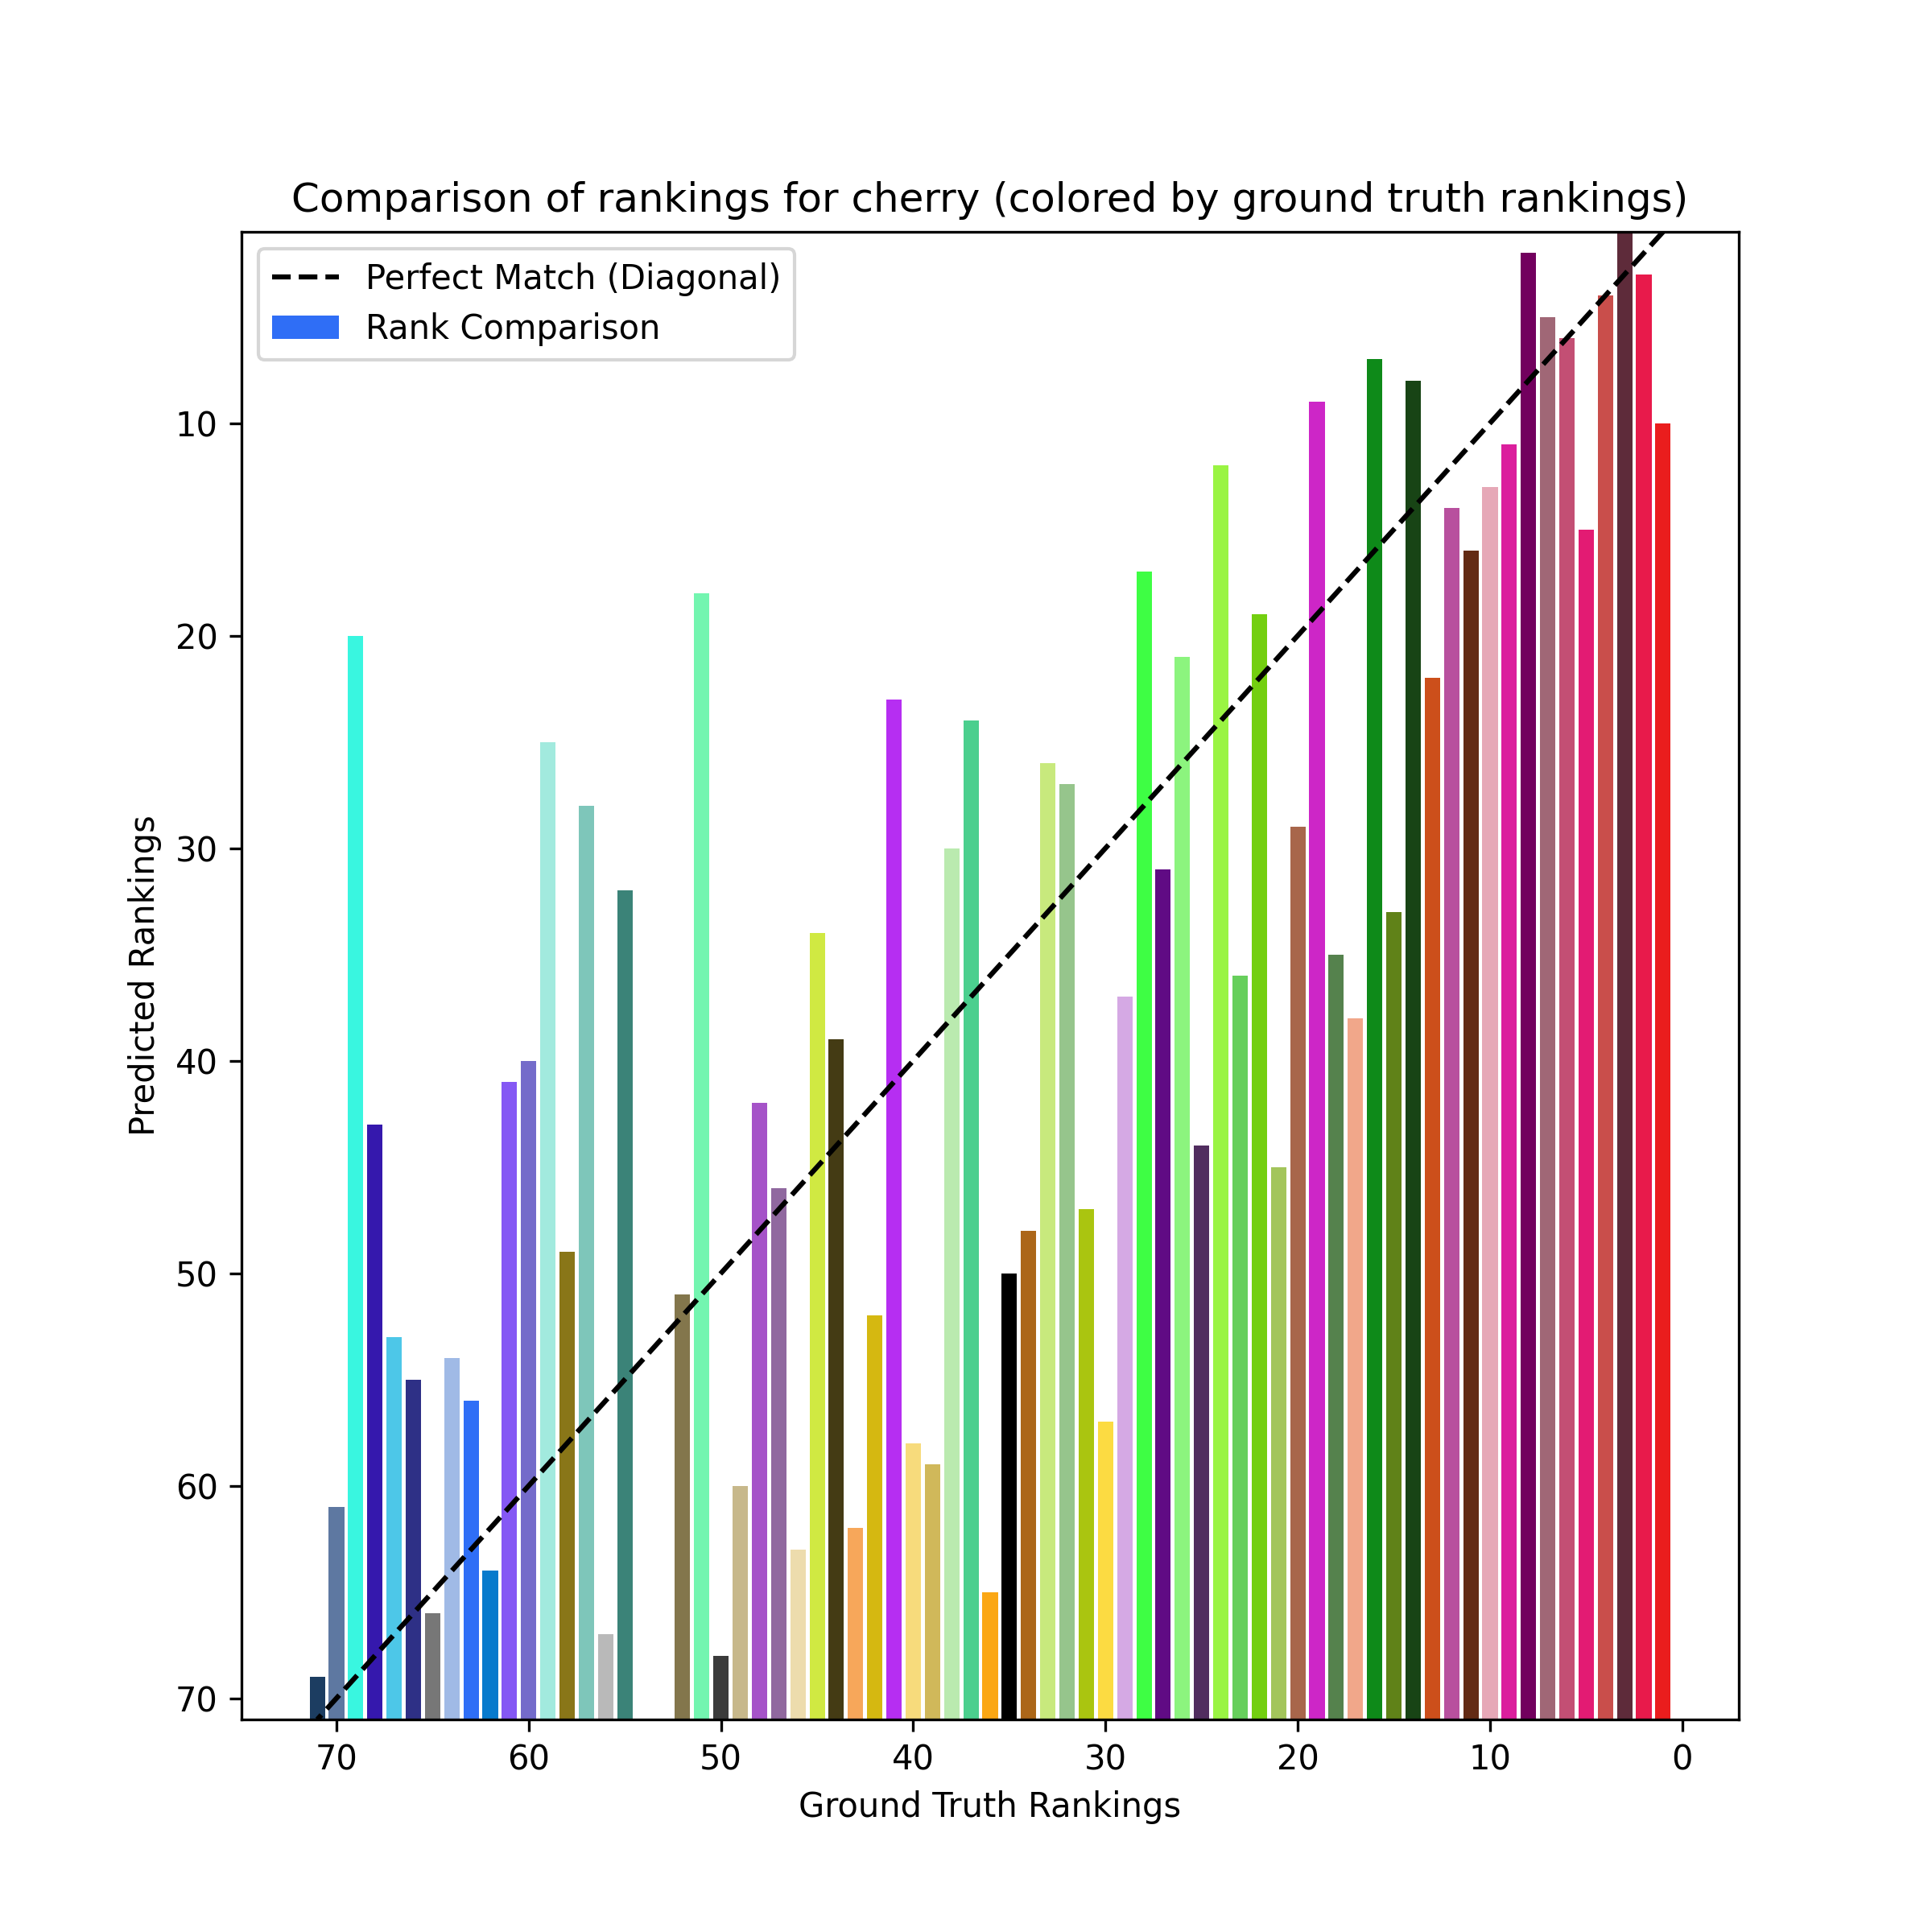 Comparison of rankings for cherry (colored by ground truth rankings)
Perfect Match (Diagonal)
Rank Comparison
Predicted Rankings
10
20
30
40
50
60
70
70 60 50 40 30 20 10 0
Ground Truth Rankings